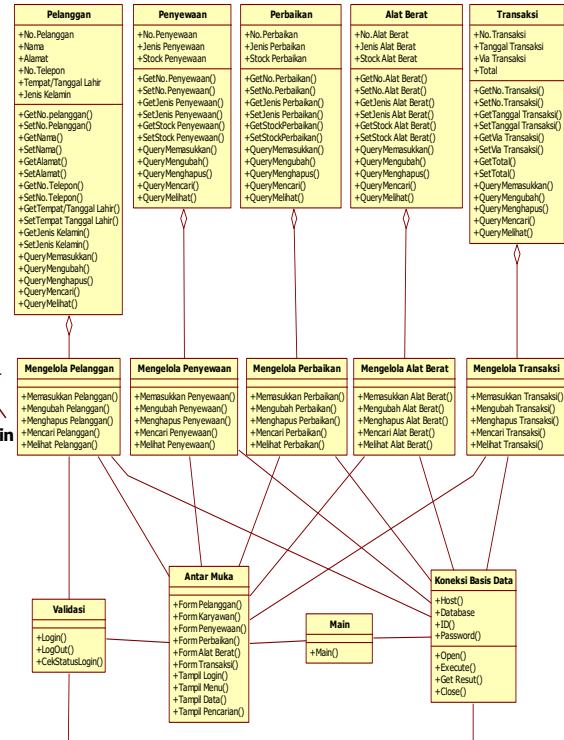 Pelanggan
+No.Pelanggan
+Nama
+Alamat
+No.Telepon
+Tempat/Tanggal Lahir
+Jenis Kelamin
+GetNo.pelanggan()
+SetNo.Pelanggan()
+GetNama()
+SetNama()
+GetAlamat()
+SetAlamat()
+GetNo.Telepon()
+SetNo.Telepon()
+GetTempat/Tanggal Lahir()
+SetTempat Tanggal Lahir()
+GetJenis Kelamin()
+SetJenis Kelamin()
+QueryMemasukkan()
+QueryMengubah()
+QueryMenghapus()
+QueryMencari()
+QueryMelihat()
Penyewaan
+No.Penyewaan
+Jenis Penyewaan
+Stock Penyewaan
+GetNo.Penyewaan()
+SetNo.Penyewaan()
+GetJenis Penyewaan()
+SetJenis Penyewaan()
+GetStock Penyewaan()
+SetStock Penyewaan()
+QueryMemasukkan()
+QueryMengubah()
+QueryMenghapus()
+QueryMencari()
+QueryMelihat()
Perbaikan
+No.Perbaikan
+Jenis Perbaikan
+Stock Perbaikan
+GetNo.Perbaikan()
+SetNo.Perbaikan()
+GetJenis Perbaikan()
+SetJenis Perbaikan()
+GetStockPerbaikan()
+SetStockPerbaikan()
+QueryMemasukkan()
+QueryMengubah()
+QueryMenghapus()
+QueryMencari()
+QueryMelihat()
Alat Berat
+No.Alat Berat
+Jenis Alat Berat
+Stock Alat Berat
+GetNo.Alat Berat()
+SetNo.Alat Berat()
+GetJenis Alat Berat()
+SetJenis Alat Berat()
+GetStock Alat Berat()
+SetStock Alat Berat()
+QueryMemasukkan()
+QueryMengubah()
+QueryMenghapus()
+QueryMencari()
+QueryMelihat()
Transaksi
+No.Transaksi
+Tanggal Transaksi
+Via Transaksi
+Total
+GetNo.Transaksi()
+SetNo.Transaksi()
+GetTanggal Transaksi()
+SetTanggal Transaksi()
+GetVia Transaksi()
+SetVia Transaksi()
+GetTotal()
+SetTotal()
+QueryMemasukkan()
+QueryMengubah()
+QueryMenghapus()
+QueryMencari()
+QueryMelihat()
in
Mengelola Pelanggan
+Memasukkan Pelanggan()
+Mengubah Pelanggan()
+Menghapus Pelanggan()
+Mencari Pelanggan()
+Melihat Pelanggan()
Mengelola Penyewaan
+Memasukkan Penyewaan()
+Mengubah Penyewaan()
+Menghapus Penyewaan()
+Mencari Penyewaan()
+Melihat Penyewaan()
Mengelola Perbaikan
+Memasukkan Perbaikan()
+Mengubah Perbaikan()
+Menghapus Perbaikan()
+Mencari Perbaikan()
+Melihat Perbaikan()
Mengelola Alat Berat
+Memasukkan Alat Berat()
+Mengubah Alat Berat()
+Menghapus Alat Berat()
+Mencari Alat Berat()
+Melihat Alat Berat()
Mengelola Transaksi
+Memasukkan Transaksi()
+Mengubah Transaksi()
+Menghapus Transaksi()
+Mencari Transaksi()
+Melihat Transaksi()
Validasi
+Login()
+LogOut()
+CekStatusLogin()
Antar Muka
+Form Pelanggan()
+Form Karyawan()
+Form Penyewaan()
+Form Perbaikan()
+Form Alat Berat()
+Form Transaksi()
+Tampil Login()
+Tampil Menu()
+Tampil Data()
+Tampil Pencarian()
Main
+Main()
Koneksi Basis Data
+Host()
+Database
+ID()
+Password()
+Open()
+Execute()
+Get Resut()
+Close()